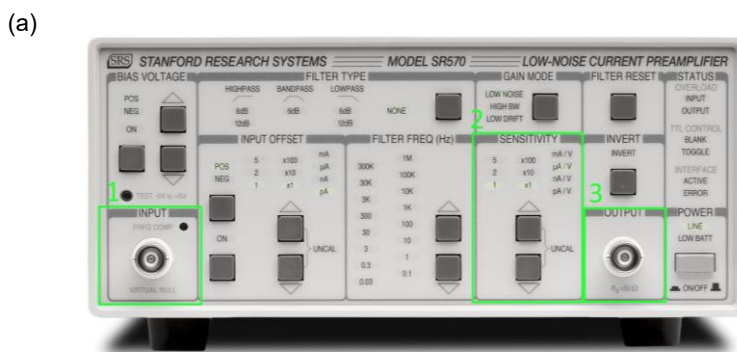 (a)
SRS STANFORD RESEARCH SYSTEMS MODEL SR570 LOW-NOISE CURRENT PREAMPLIFIER
BIAS VOLTAGE FILTER TYPE GAIN MODE FILTER RESET STATUS
HIGHPASS BANDPASS LOWPASS
POS
NEG
ON
6dB 6dB 6dB NONE
12dB 12dB
LOW NOISE
HIGH BW
LOW DRIFT
OVERLOAD
INPUT
OUTPUT
TTL CONTROL
BLANK
TOGGLE
INTERFACE
ACTIVE
ERROR
2
INPUT OFFSET FILTER FREQ (Hz) SENSITIVITY INVERT
POS
NEG
ON
5 x100 mA
2 x10 μA
1 x1 nA
pA
UNCAL
300K
30K
3K
300
30
3
0.3
0.03
1M
100K
10K
1K
100
10
1
0.1
5 x100 mA / V
2 x10 μA / V
1 x1 nA / V
pA / V
UNCAL
INVERT
1
TEST -5V to +5V
INPUT
FREQ COMP
VIRTUAL NULL
3
OUTPUT
POWER
LINE
LOW BATT
ON/OFF